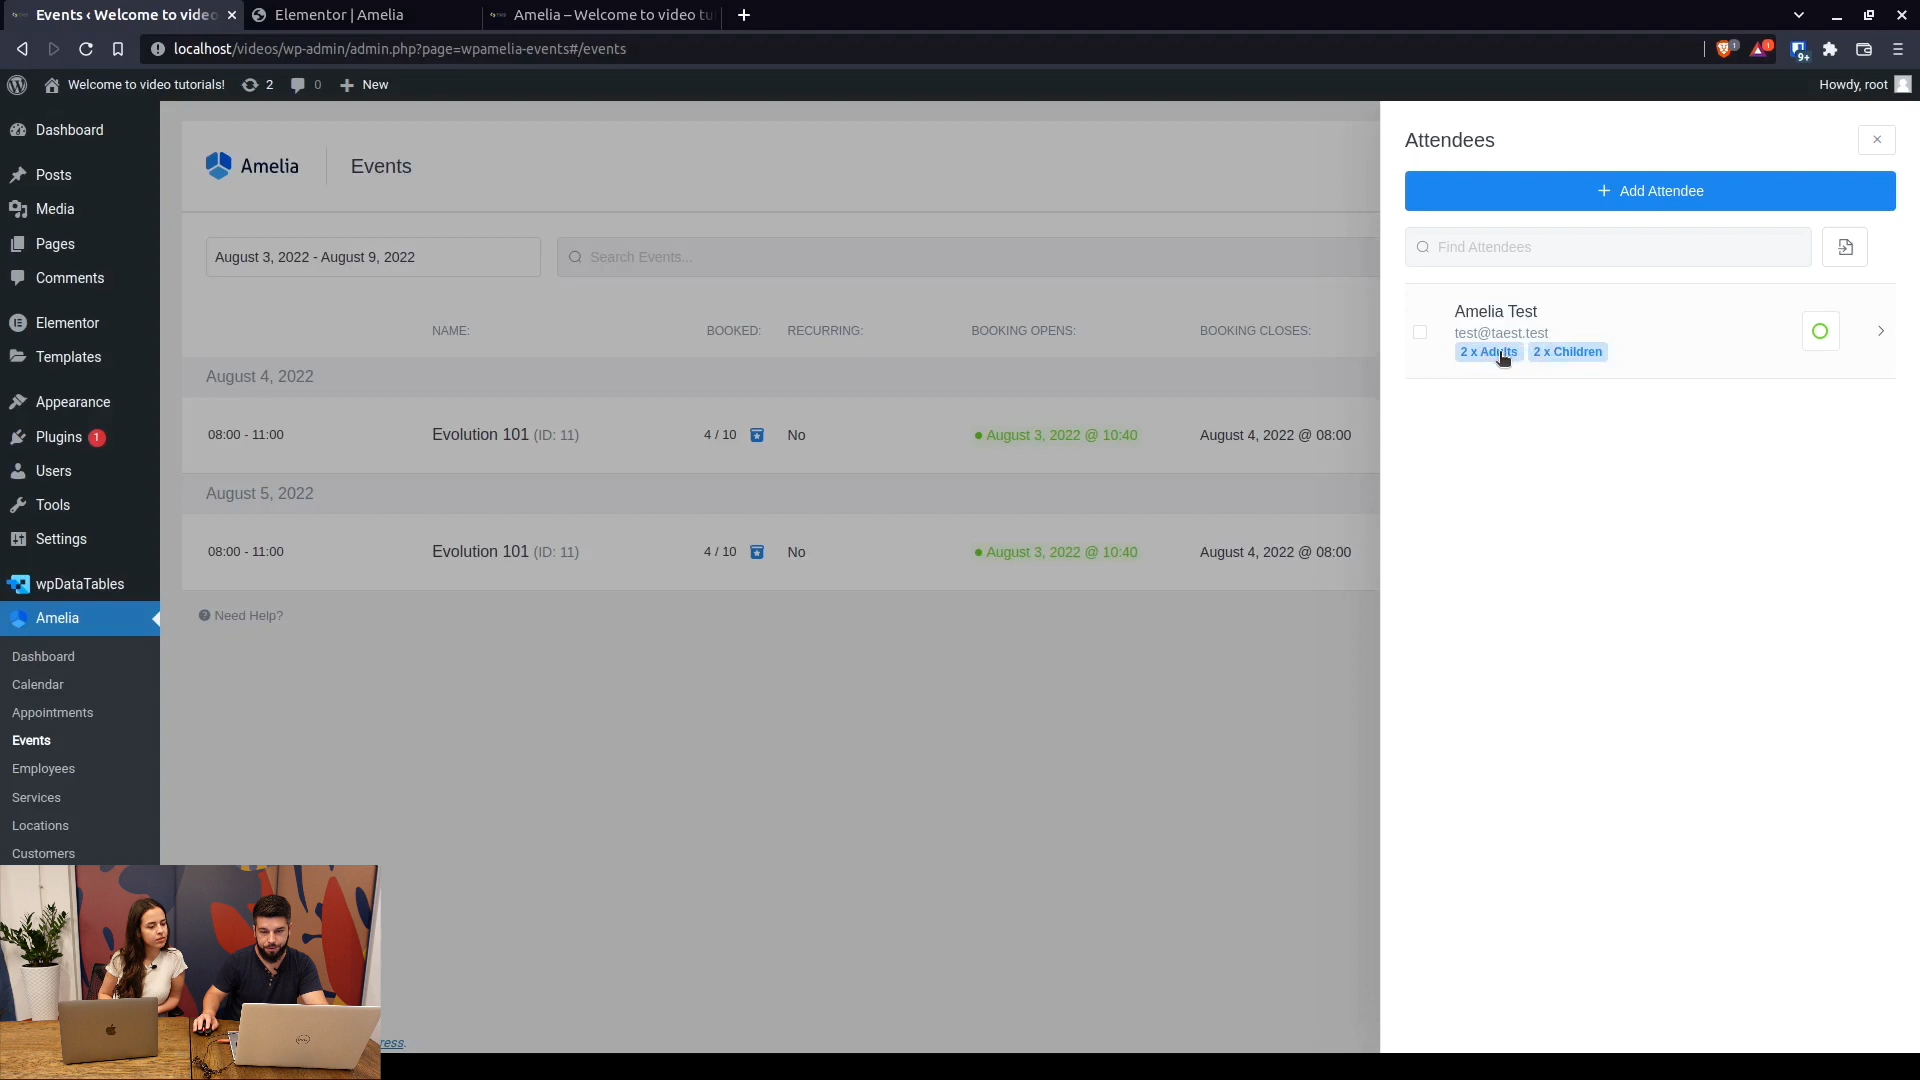 Events ‹ Welcome to video
Elementor | Amelia
Amelia – Welcome to video tu
localhost/videos/wp-admin/admin.php?page=wpamelia-events#/events
1
1
9+
Welcome to video tutorials!
2
0
New
Howdy, root
Dashboard
Posts
Media
Pages
Comments
Elementor
Templates
Appearance
Plugins 1
Users
Tools
Settings
wpDataTables
Amelia
Dashboard
Calendar
Appointments
Events
Employees
Services
Locations
Customers
Amelia
Events
August 3, 2022 - August 9, 2022
Search Events...
NAME: BOOKED: RECURRING: BOOKING OPENS: BOOKING CLOSES:
August 4, 2022
08:00 - 11:00 Evolution 101 (ID: 11) 4 / 10 No August 3, 2022 @ 10:40 August 4, 2022 @ 08:00
August 5, 2022
08:00 - 11:00 Evolution 101 (ID: 11) 4 / 10 No August 3, 2022 @ 10:40 August 4, 2022 @ 08:00
Need Help?
ress.
Attendees
Add Attendee
Find Attendees
Amelia Test
test@taest.test
2 x Adults 2 x Children
DELL